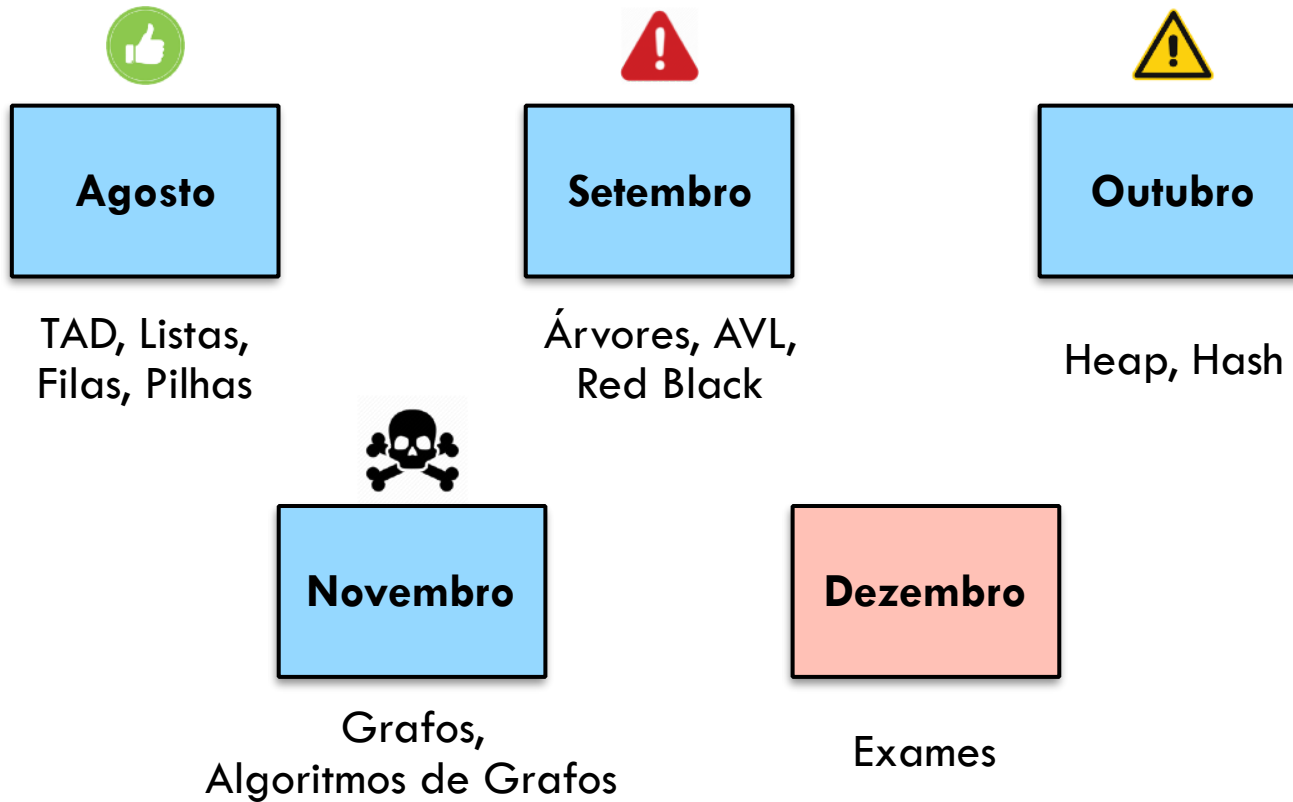 Agosto
TAD, Listas,
Filas, Pilhas
Setembro
Árvores, AVL,
Red Black
Outubro
Heap, Hash
Novembro
Grafos,
Algoritmos de Grafos
Dezembro
Exames